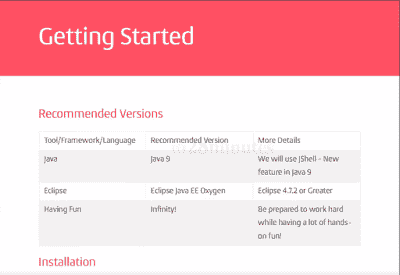 Getting Started
Recommended Versions
Tool/Framework/Language Recommended Version More Details
Java Java 9 We will use JShell - New
feature in Java 9
Eclipse Eclipse Java EE Oxygen Eclipse 4.7.2 or Greater
Having Fun Infinity! Be prepared to work hard
while having a lot of hands-
on fun!
Installation